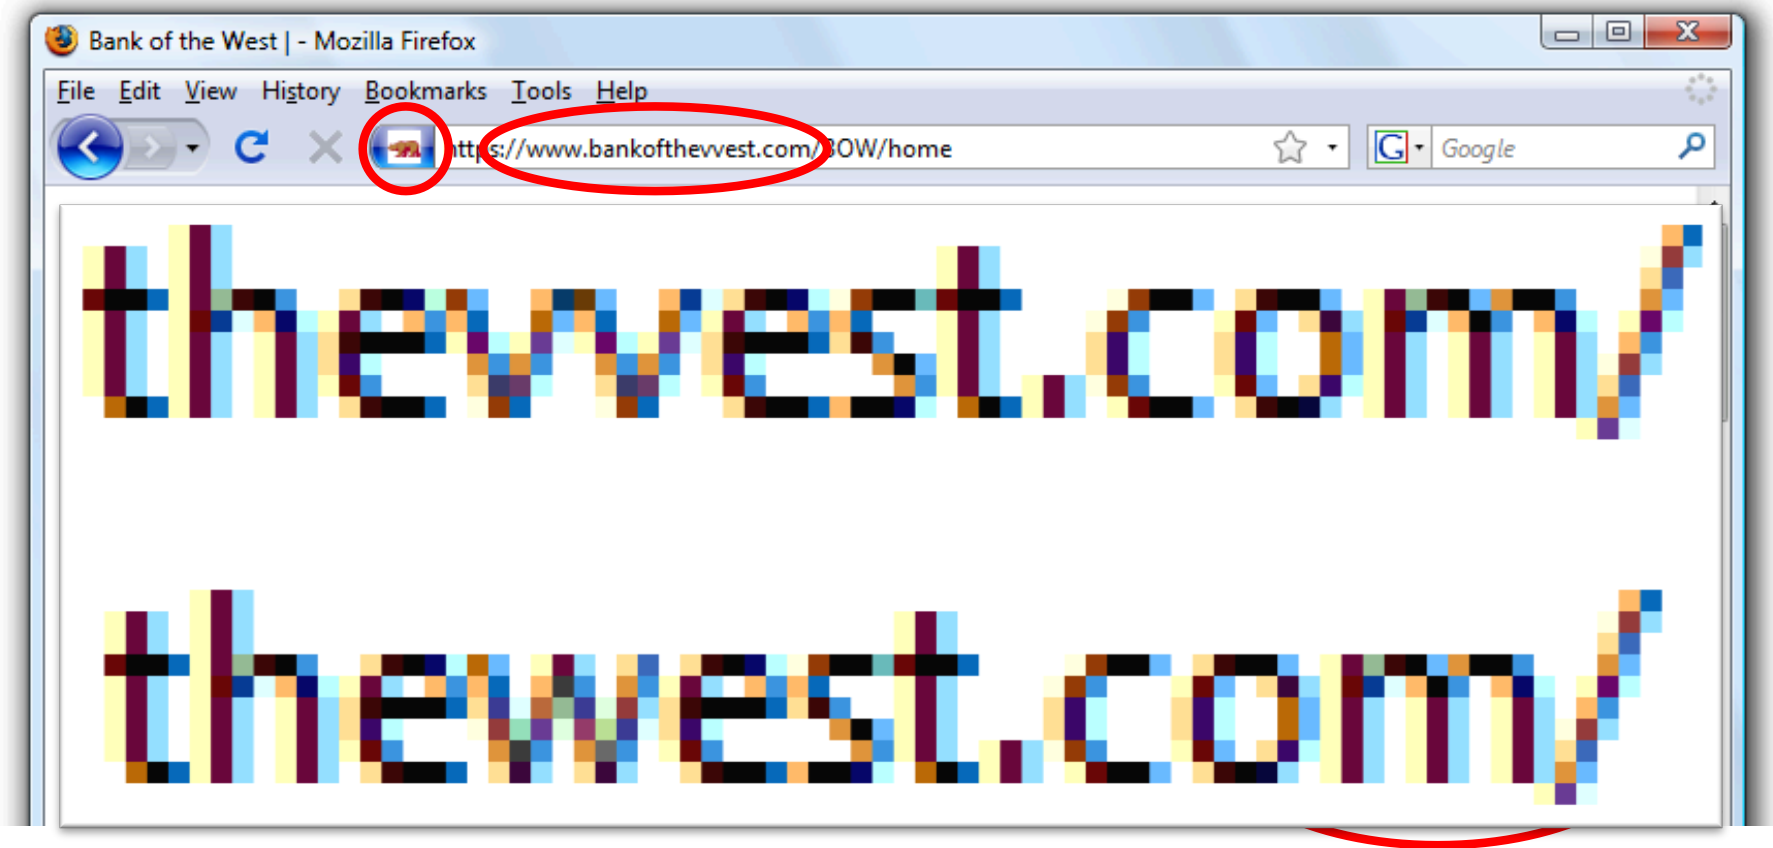 Bank of the West | - Mozilla Firefox
File Edit View History Bookmarks Tools Help
https://www.bankofthevvest.com/BOW/home G Google
thevvest.com/
thewest.com/